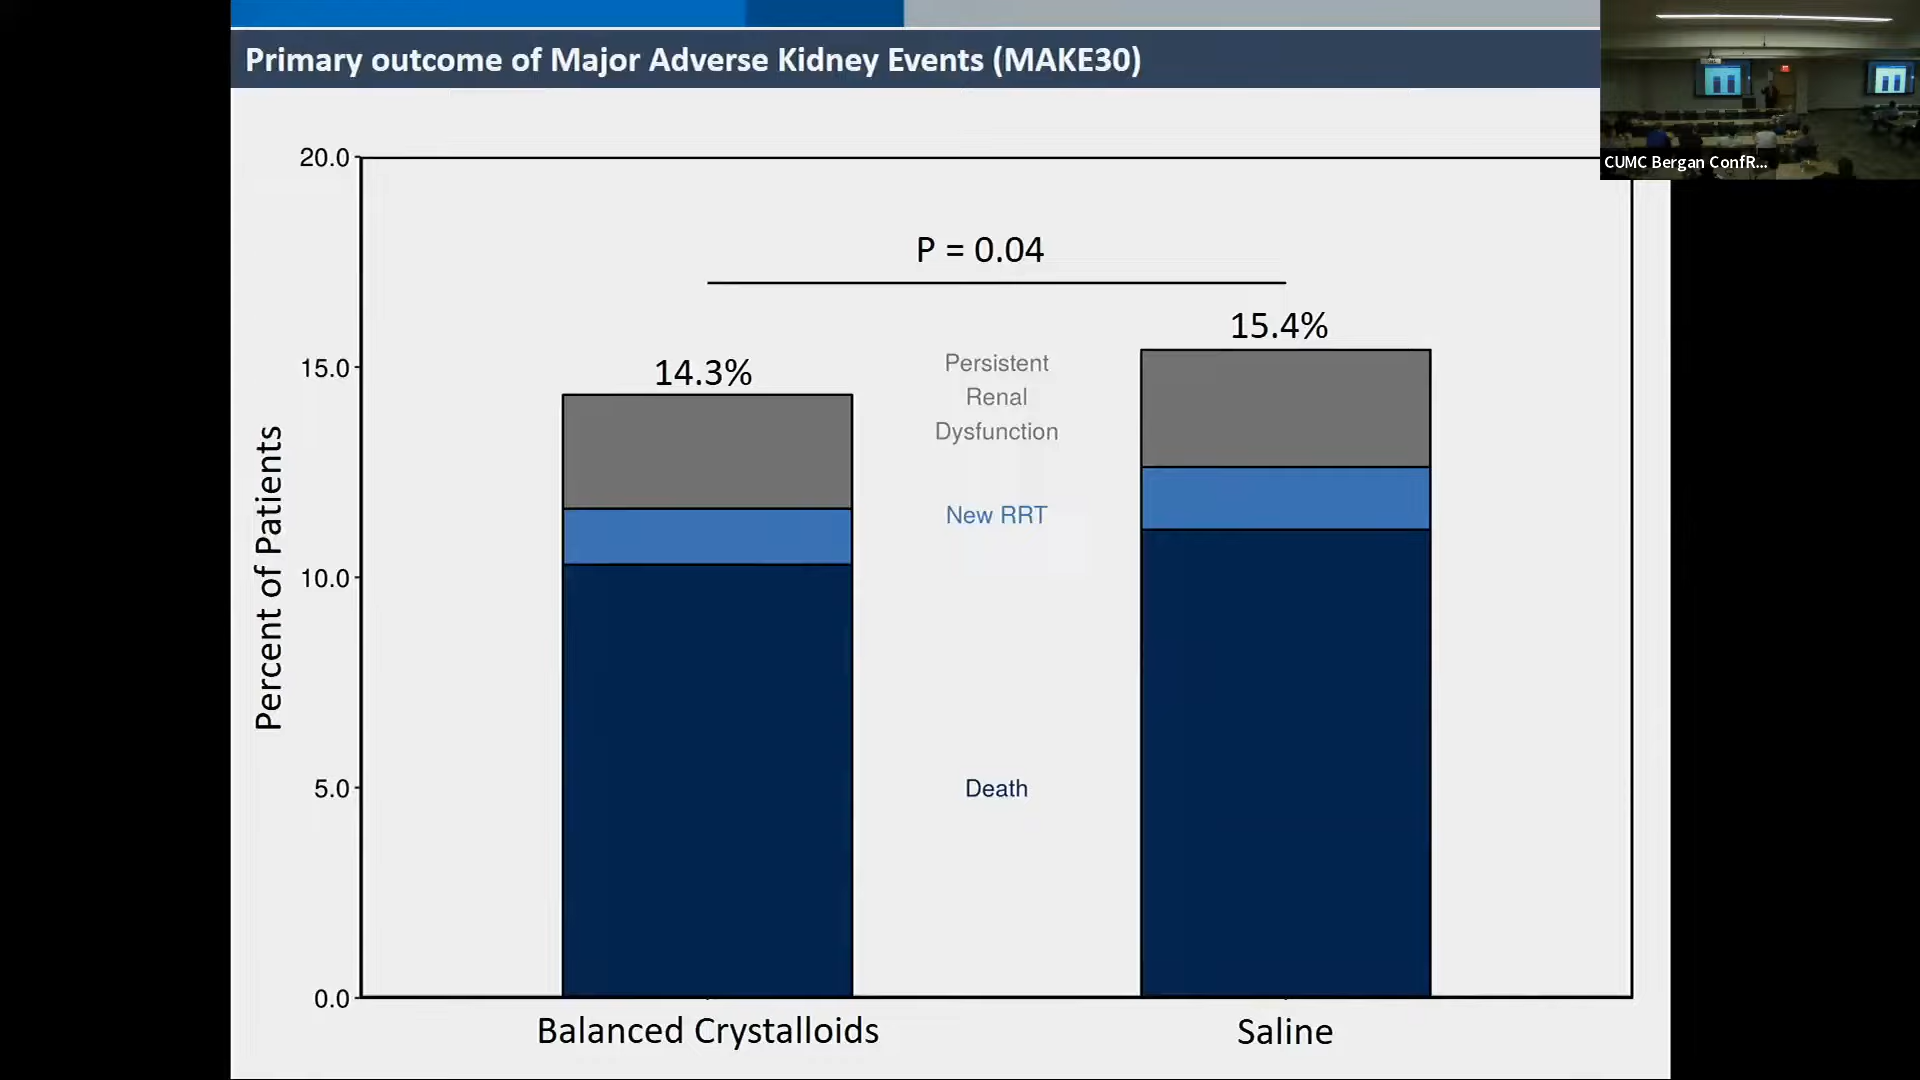 Primary outcome of Major Adverse Kidney Events (MAKE30)
CUMC Bergan ConfR...
20.0
P = 0.04
15.4%
14.3%
15.0
Persistent
Renal
Dysfunction
New RRT
10.0
Percent of Patients
Death
5.0
0.0
Balanced Crystalloids
Saline